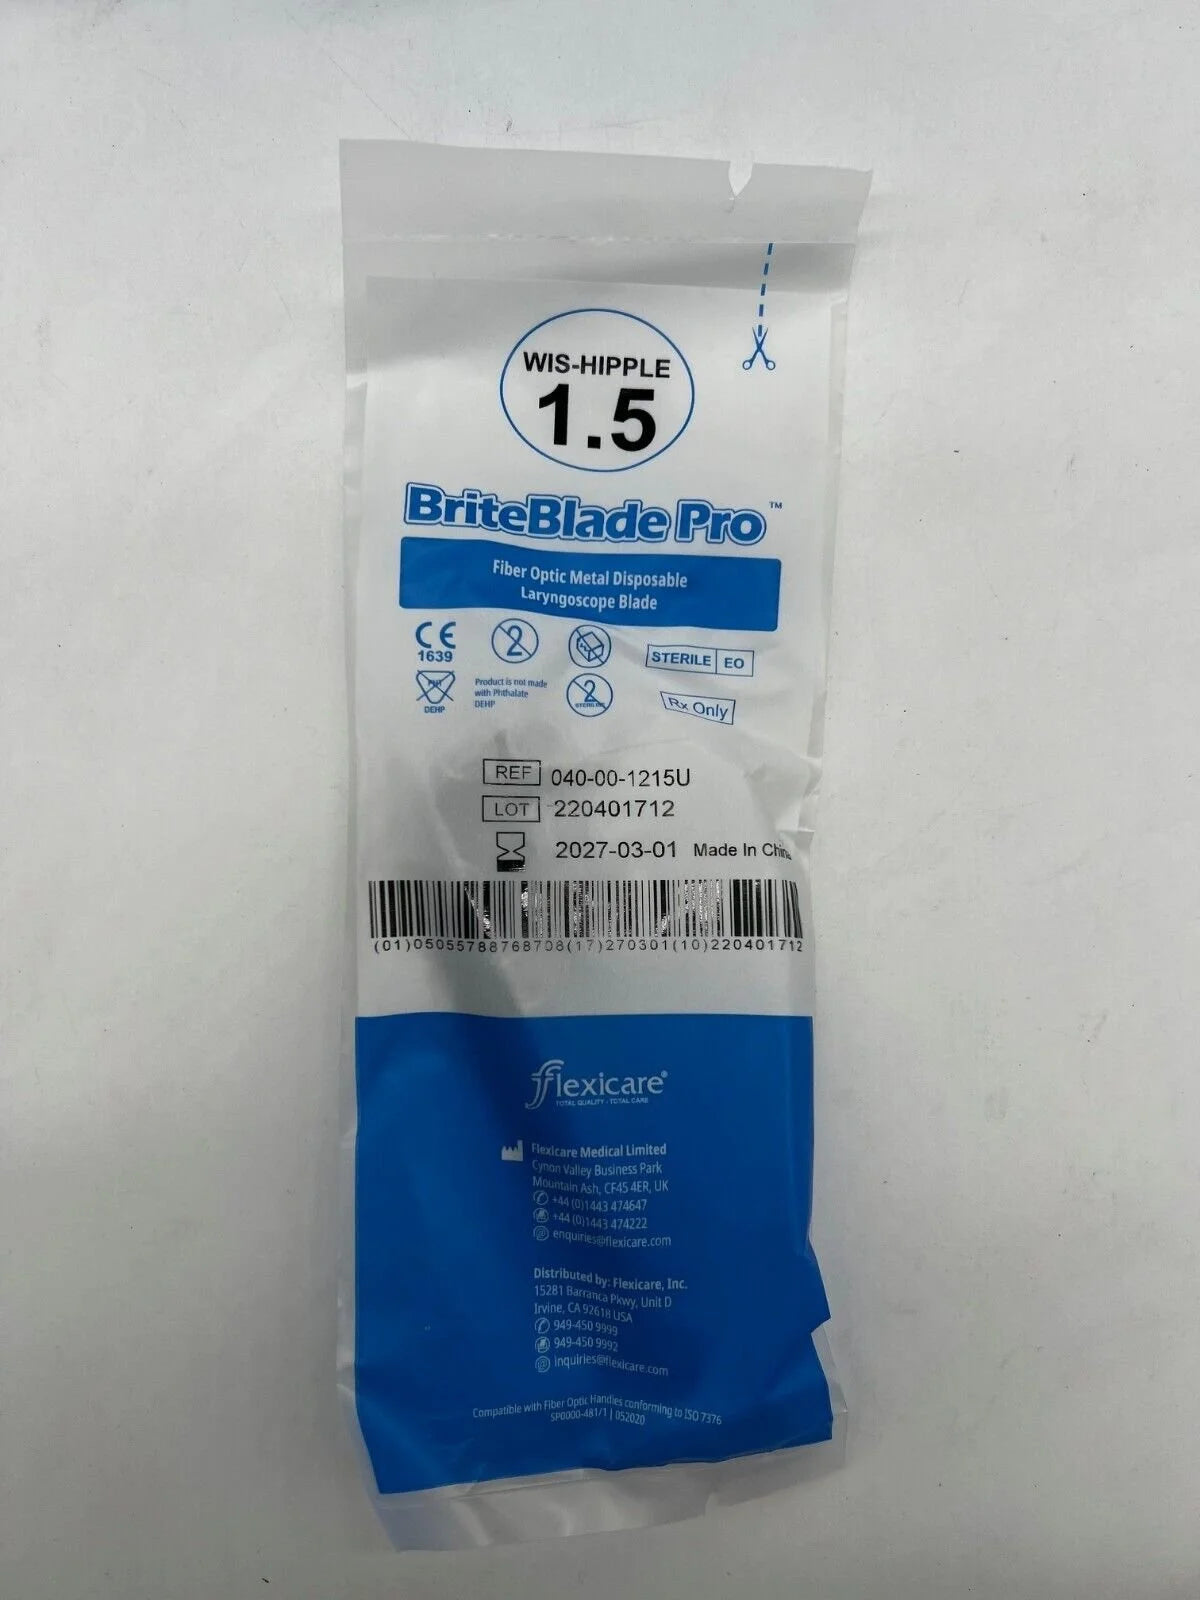 WIS-HIPPLE
1.5
BriteBlade Pro™
Fiber Optic Metal Disposable
Laryngoscope Blade
CE
1639
2
STERILE EO
PHT
DEHP
Product is not made
with Phthalate
DEHP
2
STERILIZE
Rx Only
REF 040-00-1215U
LOT 220401712
2027-03-01 Made In China
(01)05055788768708(17)270301(10)220401712
flexicare®
TOTAL QUALITY - TOTAL CARE
Flexicare Medical Limited
Cynon Valley Business Park
Mountain Ash, CF45 4ER, UK
+44 (0)1443 474647
+44 (0)1443 474222
enquiries@flexicare.com
Distributed by: Flexicare, Inc.
15281 Barranca Pkwy, Unit D
Irvine, CA 92618 USA
949-450 9999
949-450 9992
inquiries@flexicare.com
Compatible with Fiber Optic Handles conforming to ISO 7376
SP0000-481/1 | 052020